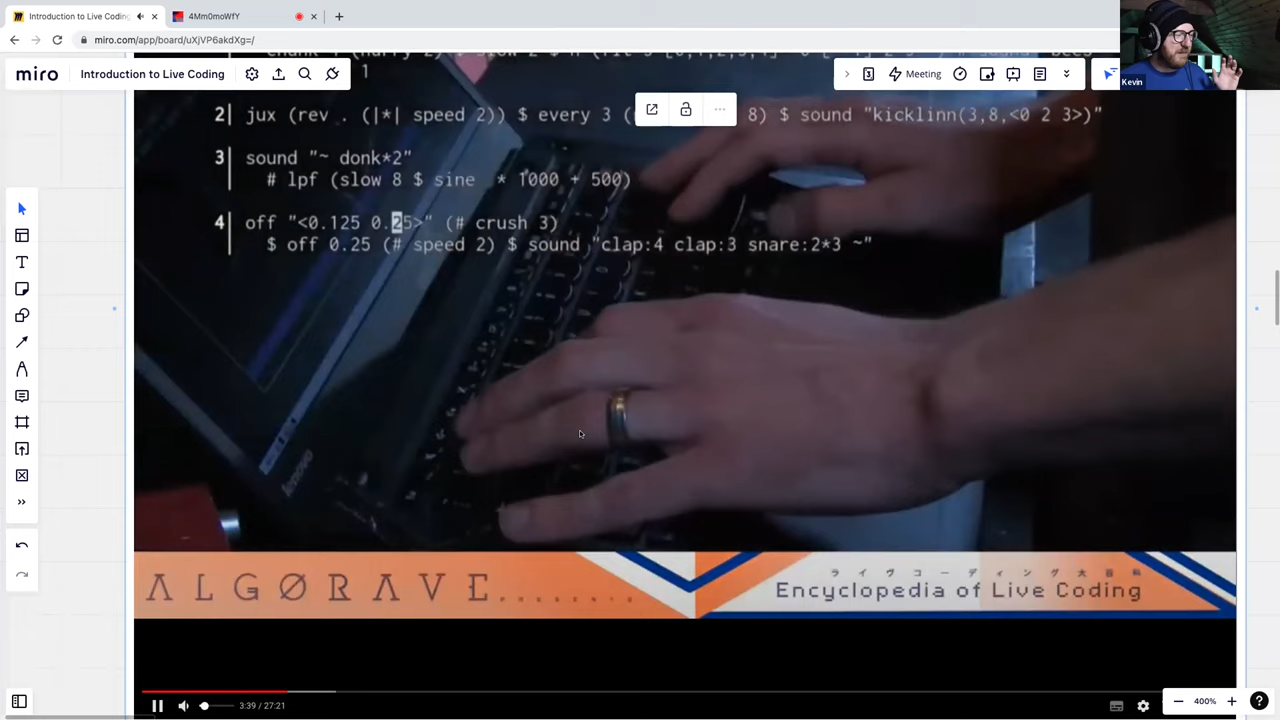 Introduction to Live Coding
4Mm0moWfY
miro.com/app/board/uXjVP6akdXg=/
miro
Introduction to Live Coding
3
Meeting
Kevin
1
2| jux (rev . (|*| speed 2)) $ every 3 ( 8) $ sound "kicklinn(3,8,<0 2 3>)"
3| sound "~ donk*2"
# lpf (slow 8 $ sine * 1000 + 500)
4| off "<0.125 0.25>" (# crush 3)
$ off 0.25 (# speed 2) $ sound "clap:4 clap:3 snare:2*3 ~"
lenovo
ALGØRAVE
ライヴコーディング大百科
Encyclopedia of Live Coding
3:39 / 27:21
400%